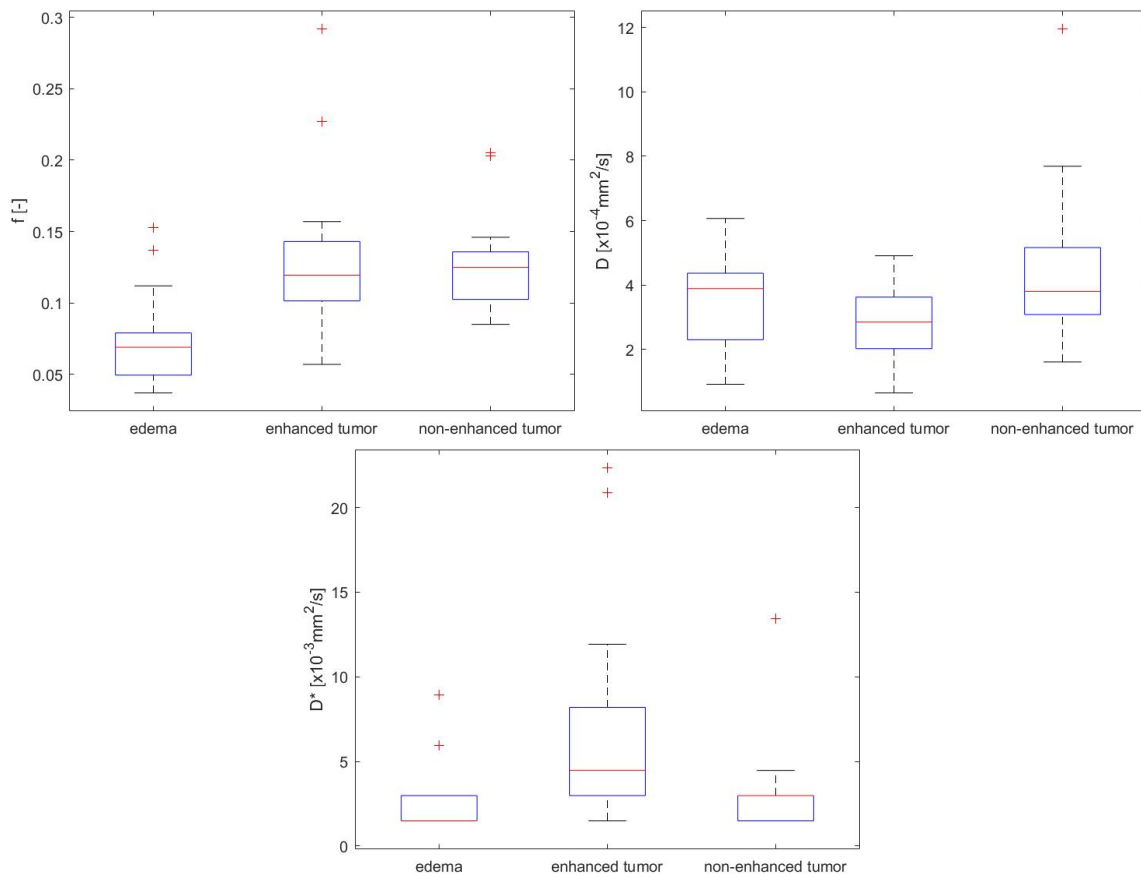 0.3
0.25
0.2
0.15
0.1
0.05
f [-]
edema
enhanced tumor
non-enhanced tumor
12
10
8
6
4
2
D [x10⁻⁴mm²/s]
edema
enhanced tumor
non-enhanced tumor
20
15
10
5
0
D* [x10⁻³mm²/s]
edema
enhanced tumor
non-enhanced tumor